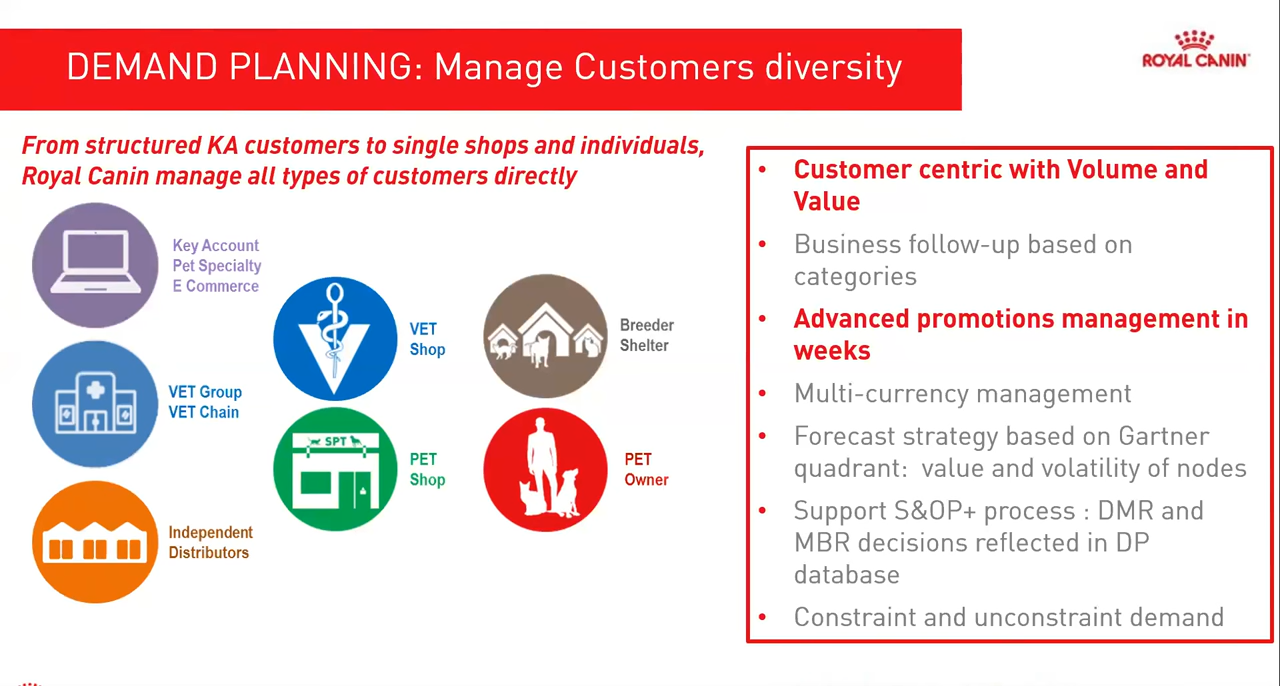 DEMAND PLANNING: Manage Customers diversity
ROYAL CANIN
From structured KA customers to single shops and individuals,
Royal Canin manage all types of customers directly
Key Account
Pet Specialty
E Commerce
VET Group
VET Chain
Independent
Distributors
VET
Shop
SPT
PET
Shop
Breeder
Shelter
PET
Owner
• Customer centric with Volume and
Value
• Business follow-up based on
categories
• Advanced promotions management in
weeks
• Multi-currency management
• Forecast strategy based on Gartner
quadrant: value and volatility of nodes
• Support S&OP+ process : DMR and
MBR decisions reflected in DP
database
• Constraint and unconstraint demand